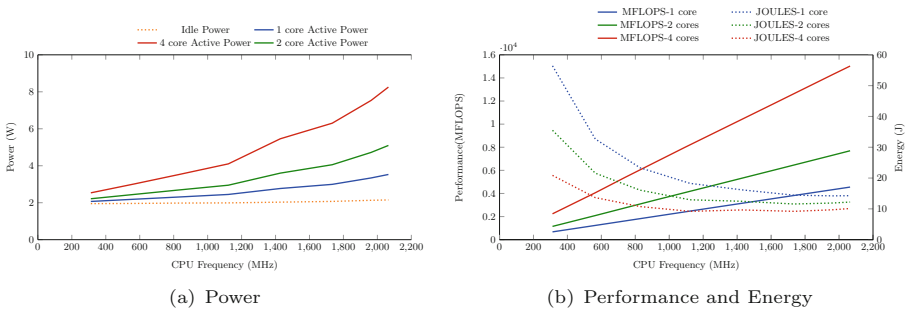 Idle Power
1 core Active Power
4 core Active Power
2 core Active Power
10
8
6
4
2
0
Power (W)
0 200 400 600 800 1,000 1,200 1,400 1,600 1,800 2,000 2,200
CPU Frequency (MHz)
(a) Power
MFLOPS-1 core
JOULES-1 core
MFLOPS-2 cores
JOULES-2 cores
MFLOPS-4 cores
JOULES-4 cores
·10⁴
1.6
1.4
1.2
1
0.8
0.6
0.4
0.2
0
Performance(MFLOPS)
60
50
40
30
20
10
0
Energy (J)
0 200 400 600 800 1,000 1,200 1,400 1,600 1,800 2,000 2,200
CPU Frequency (MHz)
(b) Performance and Energy